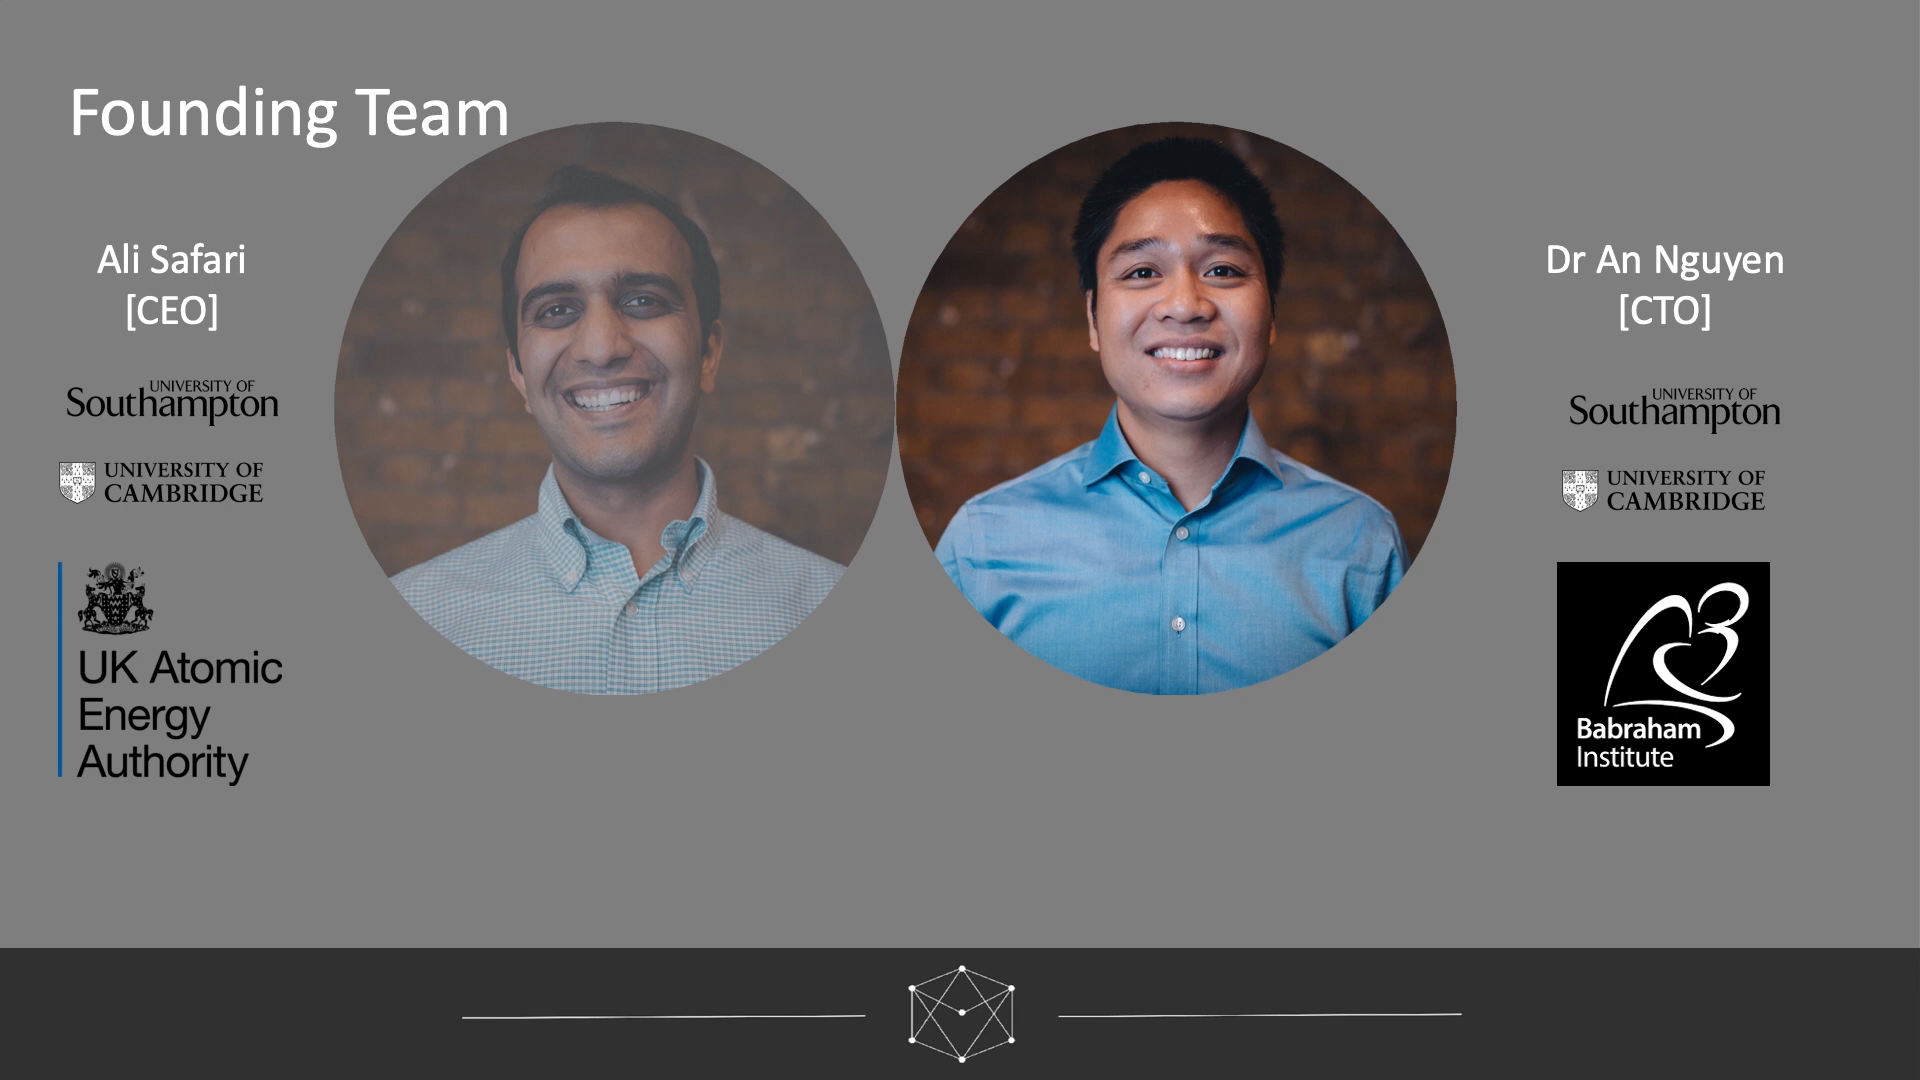 Founding Team
Ali Safari
[CEO]
UNIVERSITY OF
Southampton
UNIVERSITY OF
CAMBRIDGE
UK Atomic
Energy
Authority
Dr An Nguyen
[CTO]
UNIVERSITY OF
Southampton
UNIVERSITY OF
CAMBRIDGE
Babraham
Institute